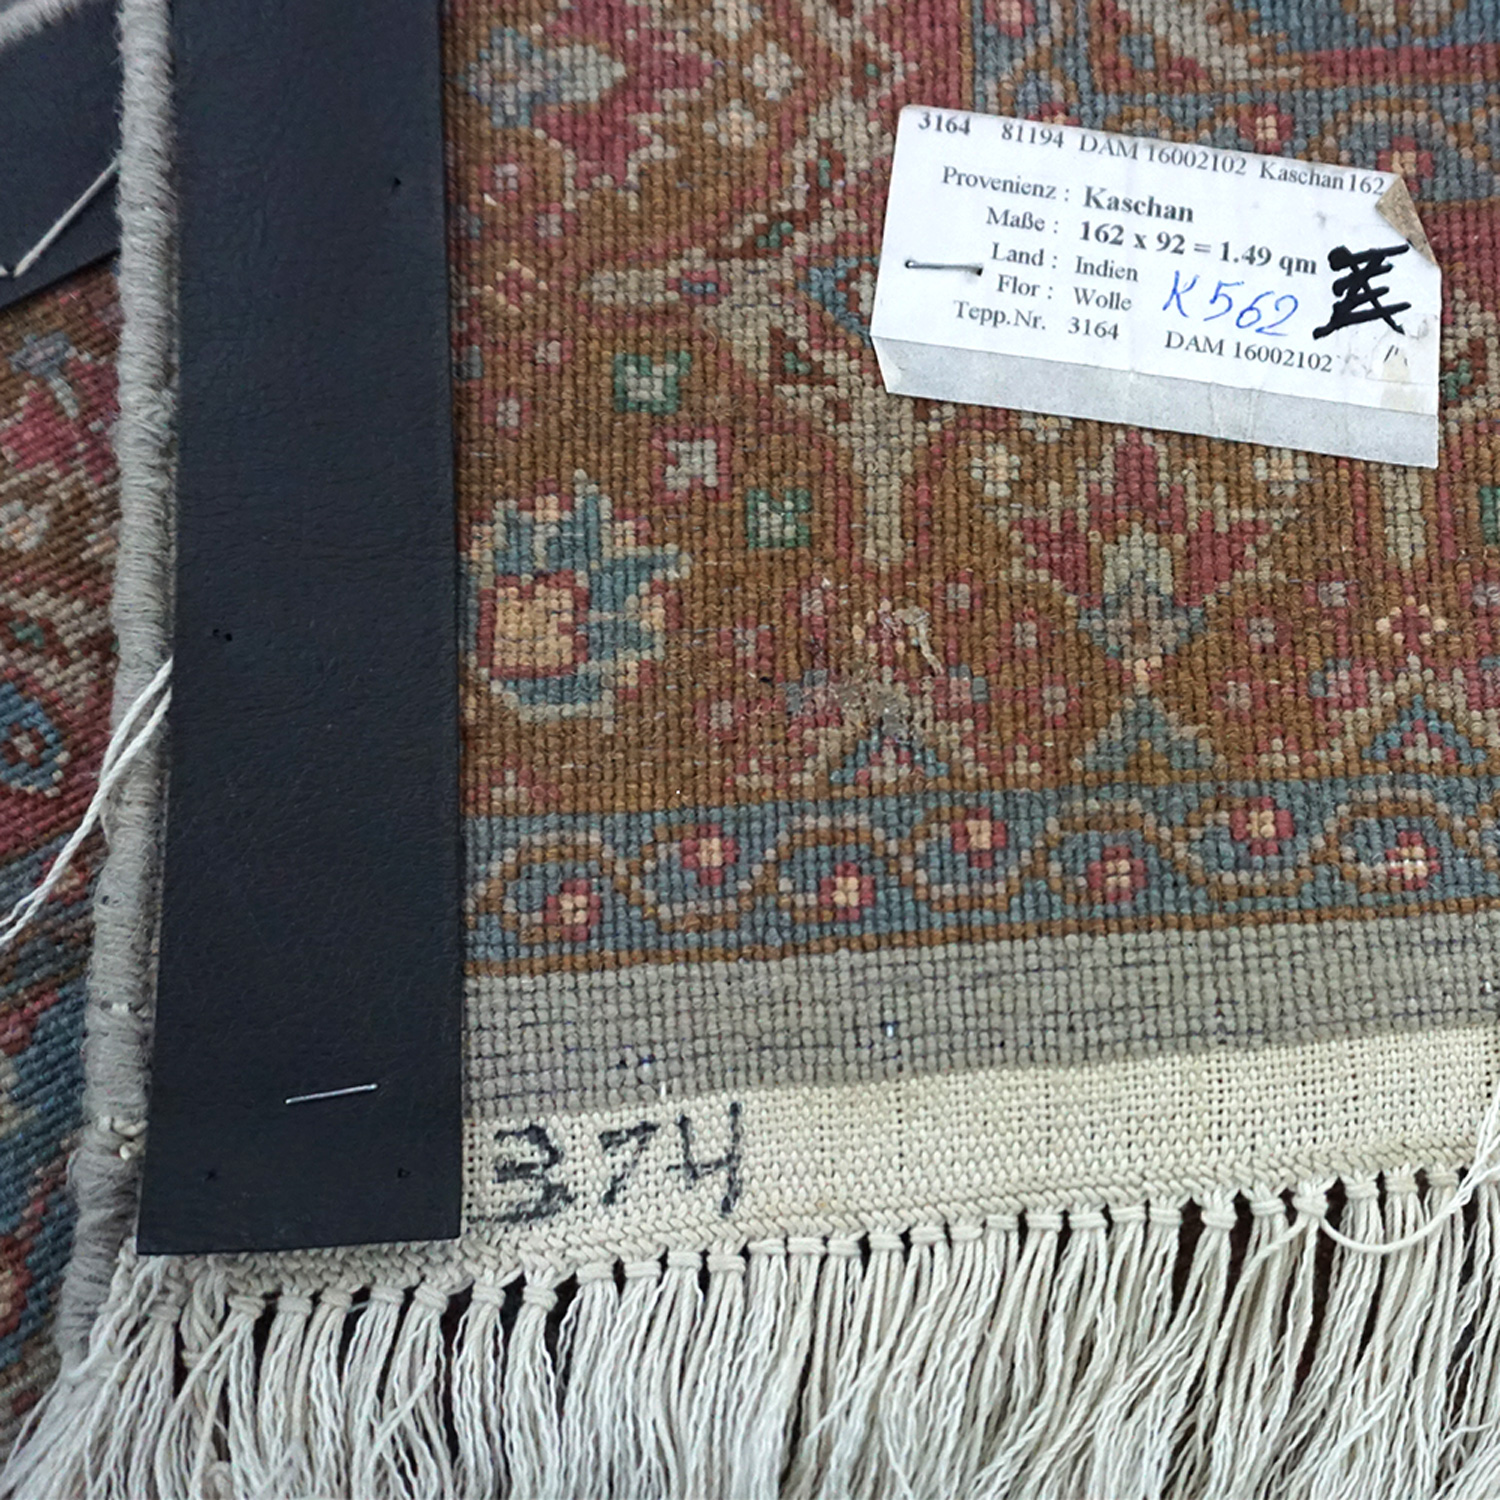 3164 81194 DAM 16002102 Kaschan 162
Provenienz : Kaschan
Maße : 162 x 92 = 1.49 qm
Land : Indien
Flor : Wolle K 562
Tepp.Nr. 3164 DAM 16002102
374